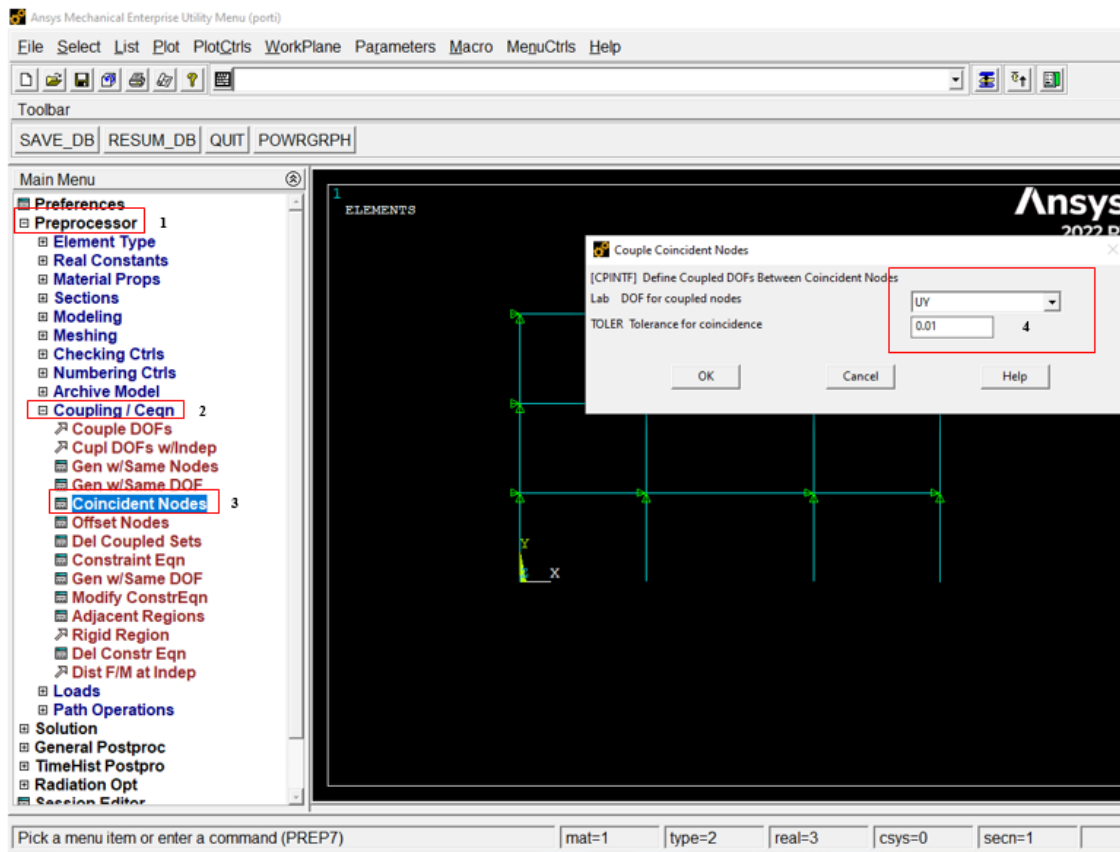 Ansys Mechanical Enterprise Utility Menu (porti)
File Select List Plot PlotCtrls WorkPlane Parameters Macro MenuCtrls Help
Toolbar
SAVE_DB RESUM_DB QUIT POWRGRPH
Main Menu
Preferences
Preprocessor 1
Element Type
Real Constants
Material Props
Sections
Modeling
Meshing
Checking Ctrls
Numbering Ctrls
Archive Model
Coupling / Ceqn 2
Couple DOFs
Cupl DOFs w/Indep
Gen w/Same Nodes
Gen w/Same DOF
Coincident Nodes 3
Offset Nodes
Del Coupled Sets
Constraint Eqn
Gen w/Same DOF
Modify ConstrEqn
Adjacent Regions
Rigid Region
Del Constr Eqn
Dist F/M at Indep
Loads
Path Operations
Solution
General Postproc
TimeHist Postpro
Radiation Opt
Session Editor
1
ELEMENTS
Ansys
2022
Couple Coincident Nodes
[CPINTF] Define Coupled DOFs Between Coincident Nodes
Lab DOF for coupled nodes UY
TOLER Tolerance for coincidence 0.01 4
OK Cancel Help
Y
X
Pick a menu item or enter a command (PREP7) mat=1 type=2 real=3 csys=0 secn=1